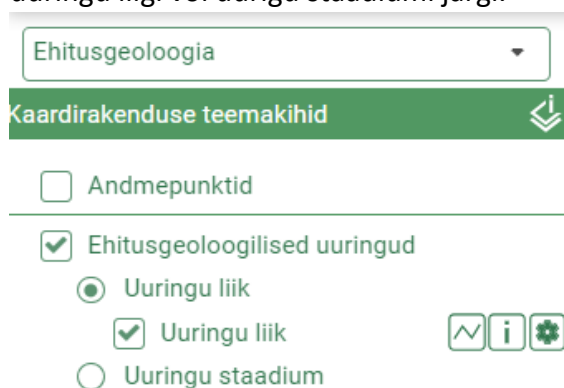 Ehitusgeoloogia
Kaardirakenduse teemakihid
Andmepunktid
Ehitusgeoloogilised uuringud
Uuringu liik
Uuringu liik
Uuringu staadium